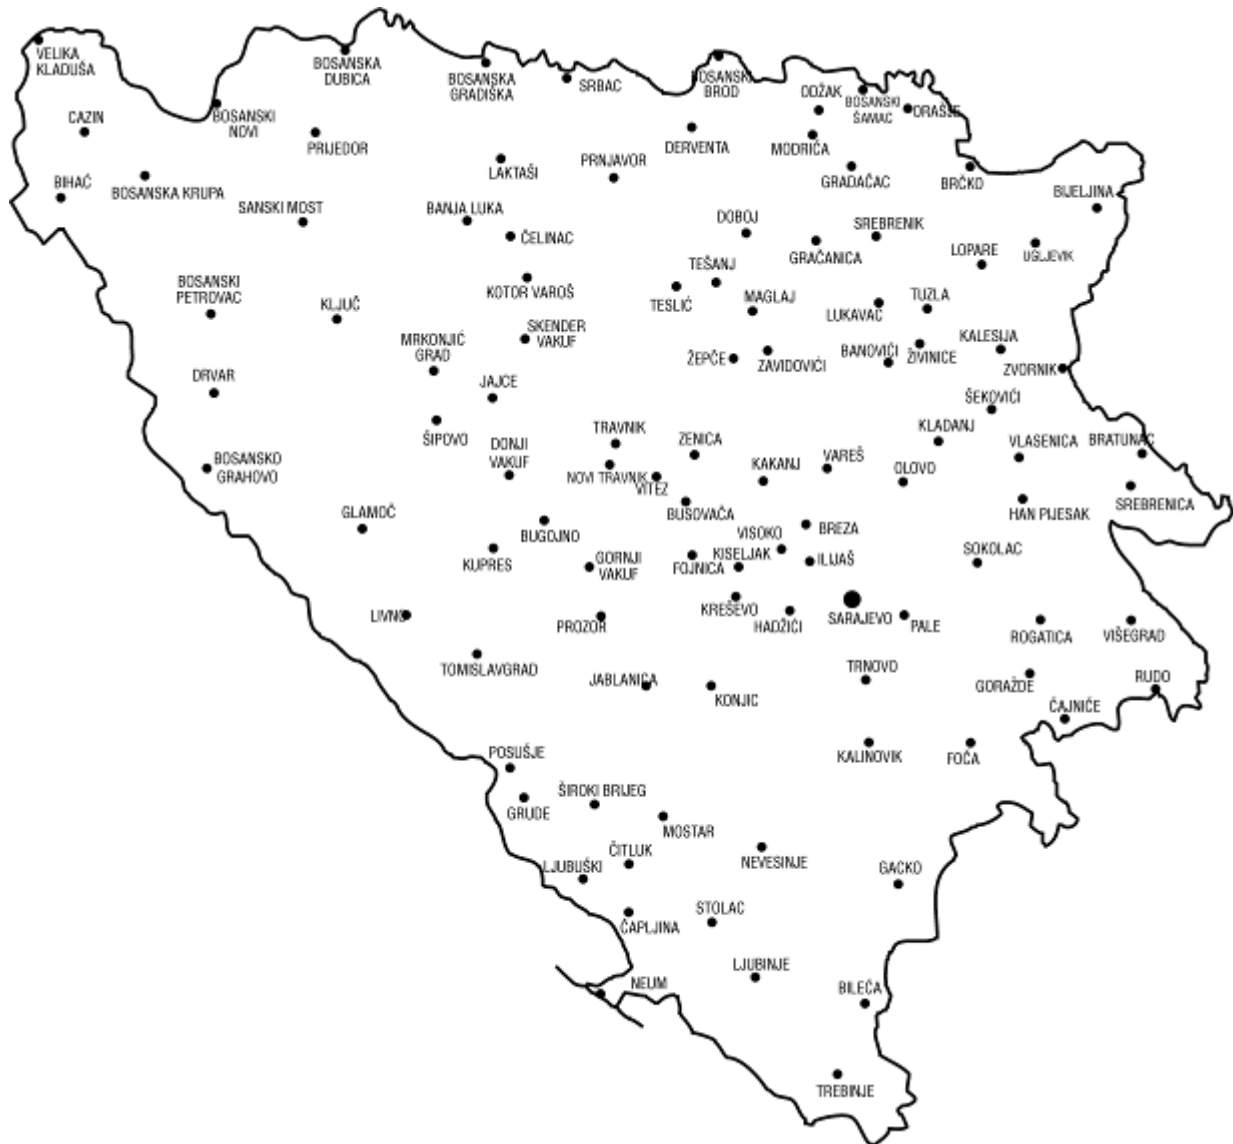 VELIKA
KLADUŠA
BOSANSKA
DUBICA
BOSANSKA
GRADIŠKA
SRBAC
BOSANSKI
BROD
ODŽAK
BOSANSKI
ŠAMAC
ORAŠJE
CAZIN
BOSANSKI
NOVI
PRIJEDOR
LAKTAŠI
PRNJAVOR
DERVENTA
MODRIČA
GRADAČAC
BRČKO
BIJELJINA
BIHAĆ
BOSANSKA KRUPA
SANSKI MOST
BANJA LUKA
ČELINAC
DOBOJ
GRAČANICA
SREBRENIK
LOPARE
UGLJEVIK
BOSANSKI
PETROVAC
KLJUČ
KOTOR VAROŠ
TESLIĆ
TEŠANJ
MAGLAJ
LUKAVAC
TUZLA
MRKONJIĆ
GRAD
SKENDER
VAKUF
ŽEPČE
ZAVIDOVIĆI
BANOVIĆI
ŽIVINICE
KALESIJA
ZVORNIK
DRVAR
JAJCE
ŠEKOVIĆI
ŠIPOVO
DONJI
VAKUF
TRAVNIK
ZENICA
KLADANJ
VLASENICA
BRATUNAC
BOSANSKO
GRAHOVO
NOVI TRAVNIK
VITEZ
KAKANJ
VAREŠ
OLOVO
SREBRENICA
GLAMOČ
BUGOJNO
BUSOVAČA
BREZA
HAN PIJESAK
KUPRES
GORNJI
VAKUF
FOJNICA
KISELJAK
VISOKO
ILIJAŠ
SOKOLAC
LIVNO
PROZOR
KREŠEVO
HADŽIĆI
SARAJEVO
PALE
ROGATICA
VIŠEGRAD
TOMISLAVGRAD
JABLANICA
KONJIC
TRNOVO
GORAŽDE
RUDO
ČAJNIČE
KALINOVIK
FOČA
POSUŠJE
GRUDE
ŠIROKI BRIJEG
MOSTAR
NEVESINJE
GACKO
LJUBUŠKI
ČITLUK
ČAPLJINA
STOLAC
LJUBINJE
BILEĆA
NEUM
TREBINJE